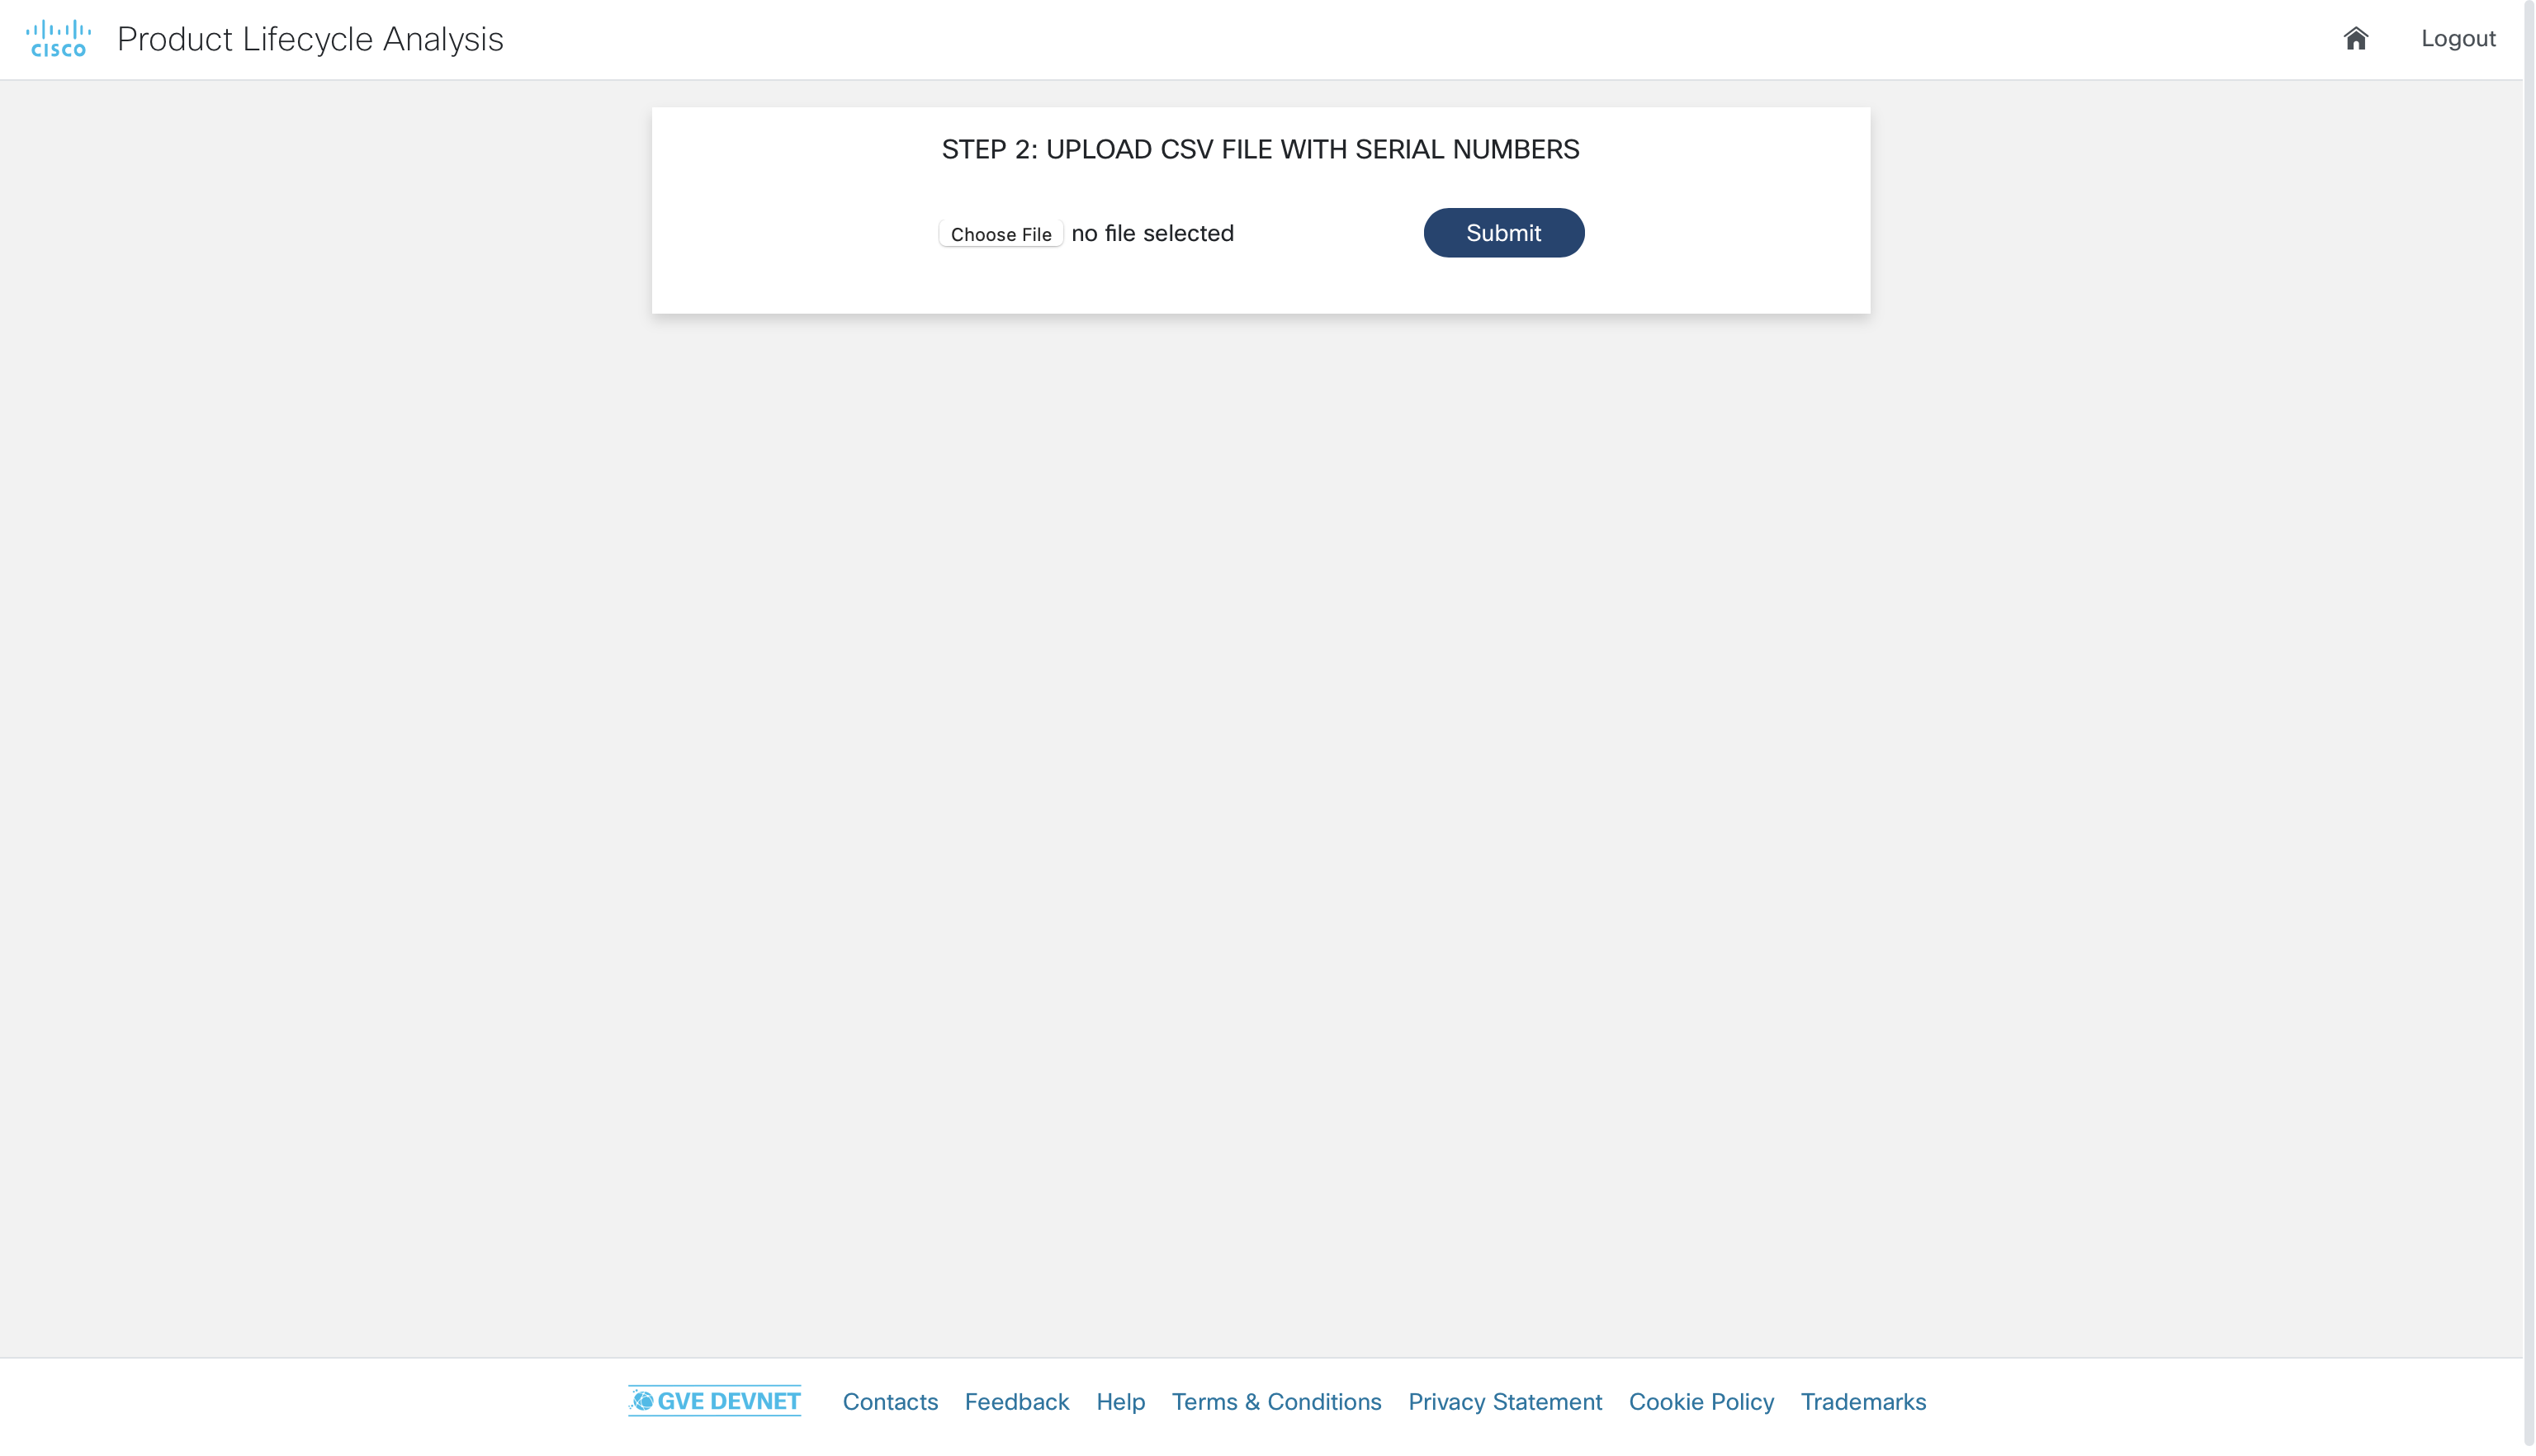 CISCO Product Lifecycle Analysis Logout
STEP 2: UPLOAD CSV FILE WITH SERIAL NUMBERS
Choose File no file selected Submit
GVE DEVNET Contacts Feedback Help Terms & Conditions Privacy Statement Cookie Policy Trademarks